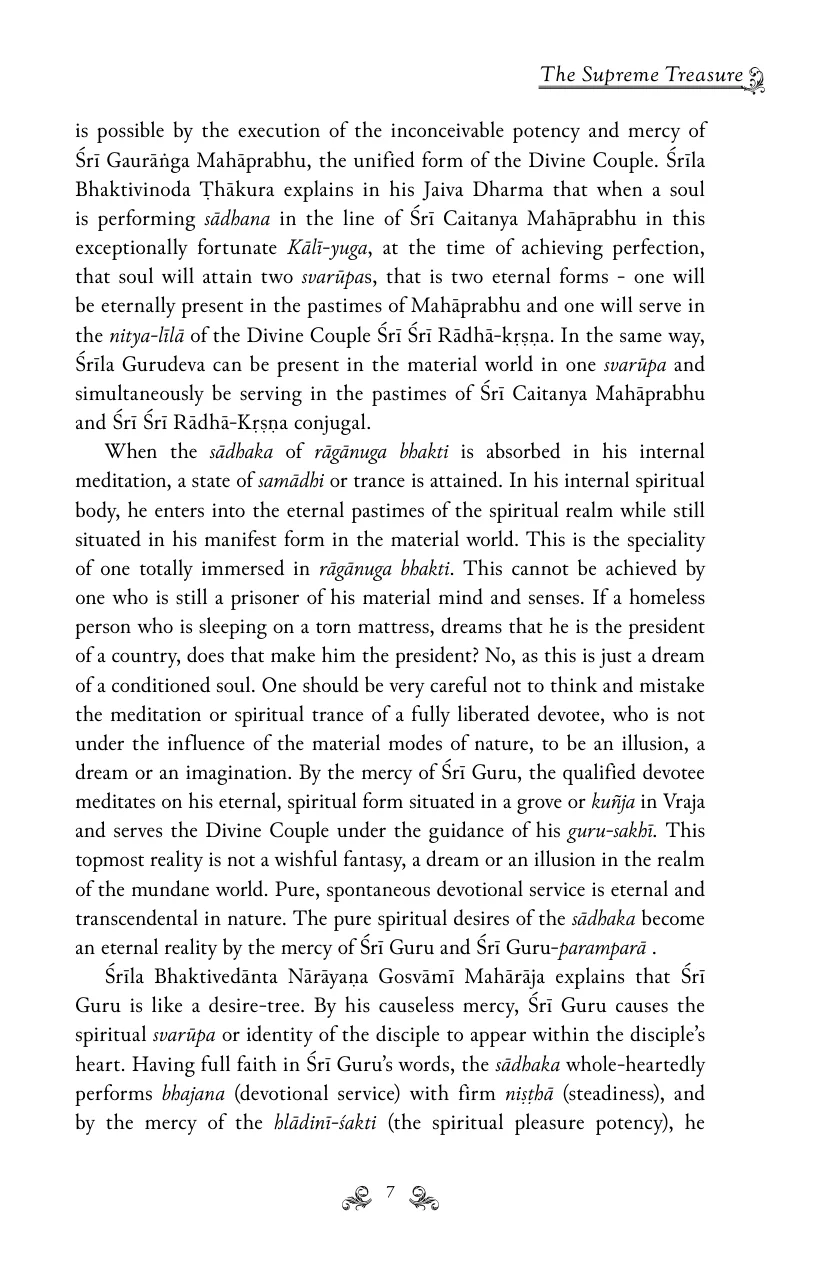 The Supreme Treasure
is possible by the execution of the inconceivable potency and mercy of
Śrī Gaurāṅga Mahāprabhu, the unified form of the Divine Couple. Śrīla
Bhaktivinoda Ṭhākura explains in his Jaiva Dharma that when a soul
is performing sādhana in the line of Śrī Caitanya Mahāprabhu in this
exceptionally fortunate Kālī-yuga, at the time of achieving perfection,
that soul will attain two svarūpas, that is two eternal forms - one will
be eternally present in the pastimes of Mahāprabhu and one will serve in
the nitya-līlā of the Divine Couple Śrī Śrī Rādhā-kṛṣṇa. In the same way,
Śrīla Gurudeva can be present in the material world in one svarūpa and
simultaneously be serving in the pastimes of Śrī Caitanya Mahāprabhu
and Śrī Śrī Rādhā-Kṛṣṇa conjugal.
When the sādhaka of rāgānuga bhakti is absorbed in his internal
meditation, a state of samādhi or trance is attained. In his internal spiritual
body, he enters into the eternal pastimes of the spiritual realm while still
situated in his manifest form in the material world. This is the speciality
of one totally immersed in rāgānuga bhakti. This cannot be achieved by
one who is still a prisoner of his material mind and senses. If a homeless
person who is sleeping on a torn mattress, dreams that he is the president
of a country, does that make him the president? No, as this is just a dream
of a conditioned soul. One should be very careful not to think and mistake
the meditation or spiritual trance of a fully liberated devotee, who is not
under the influence of the material modes of nature, to be an illusion, a
dream or an imagination. By the mercy of Śrī Guru, the qualified devotee
meditates on his eternal, spiritual form situated in a grove or kuñja in Vraja
and serves the Divine Couple under the guidance of his guru-sakhī. This
topmost reality is not a wishful fantasy, a dream or an illusion in the realm
of the mundane world. Pure, spontaneous devotional service is eternal and
transcendental in nature. The pure spiritual desires of the sādhaka become
an eternal reality by the mercy of Śrī Guru and Śrī Guru-paramparā .
Śrīla Bhaktivedānta Nārāyaṇa Gosvāmī Mahārāja explains that Śrī
Guru is like a desire-tree. By his causeless mercy, Śrī Guru causes the
spiritual svarūpa or identity of the disciple to appear within the disciple's
heart. Having full faith in Śrī Guru's words, the sādhaka whole-heartedly
performs bhajana (devotional service) with firm niṣṭhā (steadiness), and
by the mercy of the hlādinī-śakti (the spiritual pleasure potency), he
7